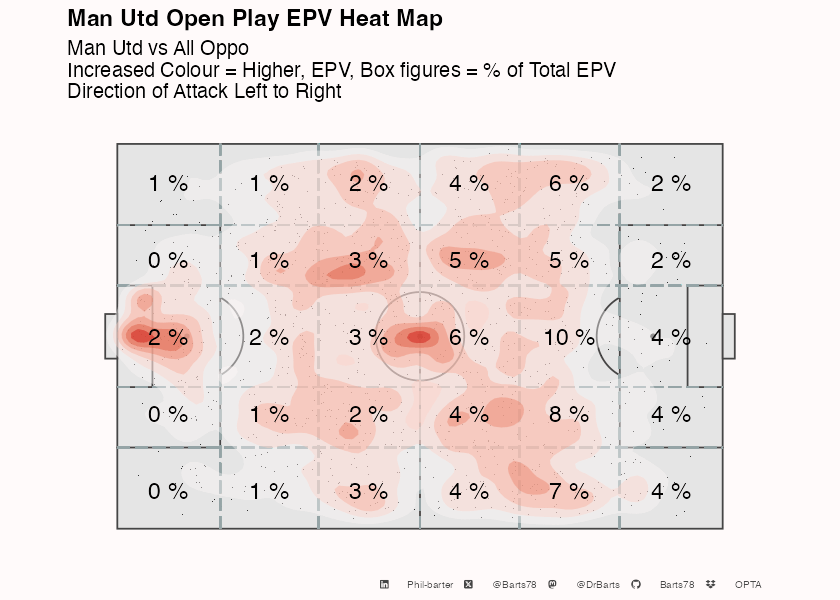 Man Utd Open Play EPV Heat Map
Man Utd vs All Oppo
Increased Colour = Higher, EPV, Box figures = % of Total EPV
Direction of Attack Left to Right
1 % 1 % 2 % 4 % 6 % 2 %
0 % 1 % 3 % 5 % 5 % 2 %
2 % 2 % 3 % 6 % 10 % 4 %
0 % 1 % 2 % 4 % 8 % 4 %
0 % 1 % 3 % 4 % 7 % 4 %
Phil-barter @Barts78 @DrBarts Barts78 OPTA